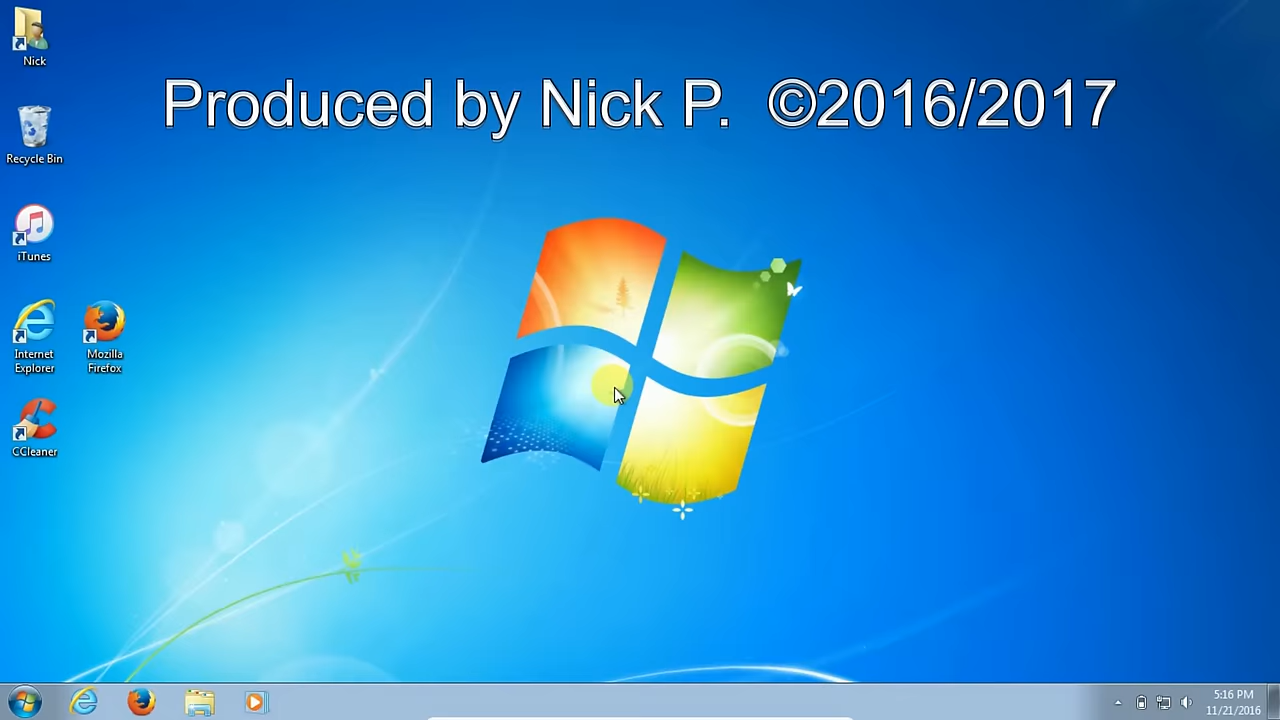 Nick
Produced by Nick P. ©2016/2017
Recycle Bin
iTunes
Internet
Explorer
Mozilla
Firefox
CCleaner
5:16 PM
11/21/2016